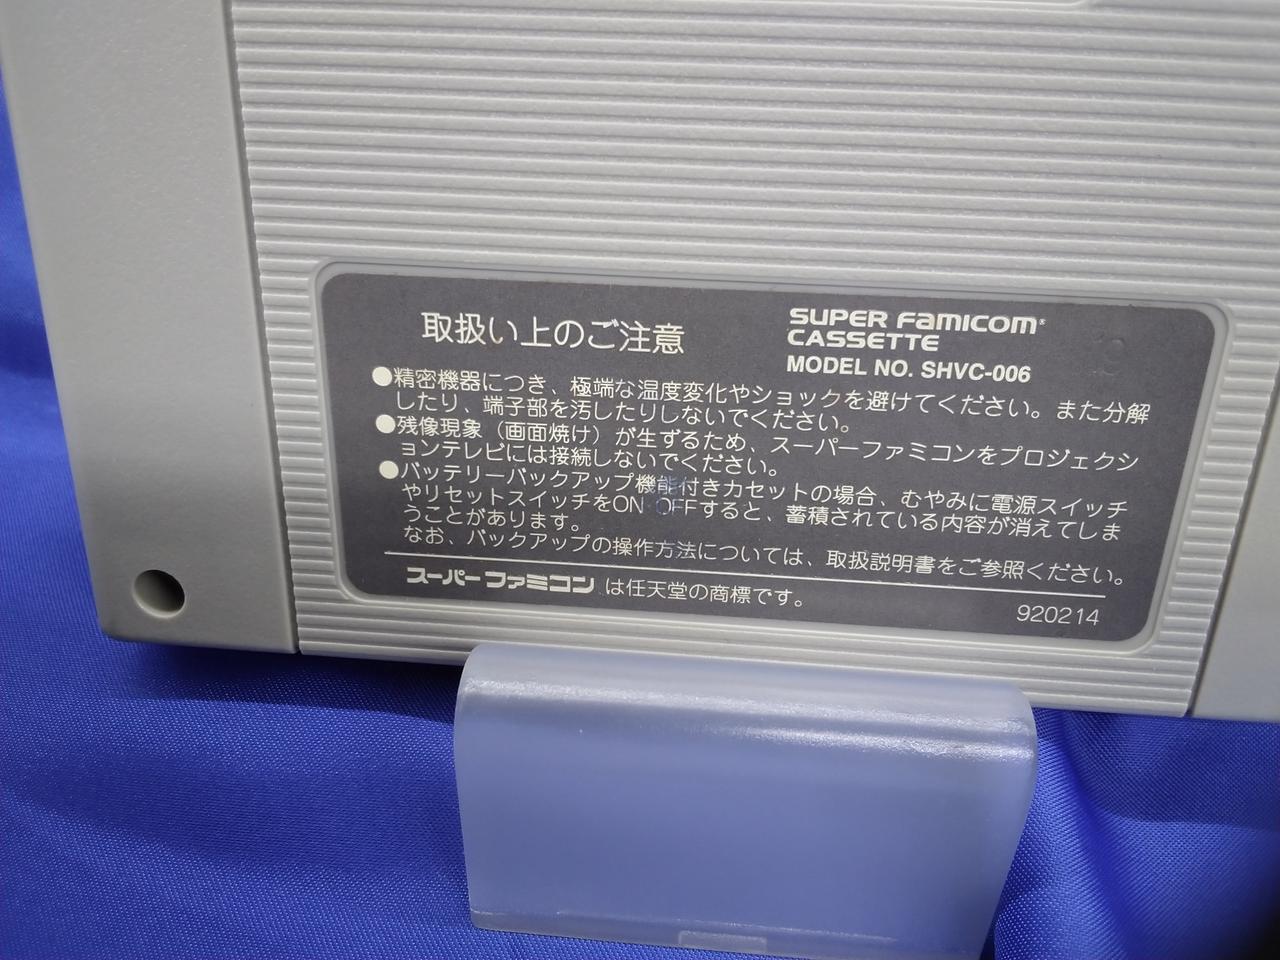 取扱い上のご注意
SUPER FAMICOM®
CASSETTE
MODEL NO. SHVC-006
●精密機器につき、極端な温度変化やショックを避けてください。また分解
したり、端子部を汚したりしないでください。
●残像現象（画面焼け）が生ずるため、スーパーファミコンをプロジェクシ
ョンテレビには接続しないでください。
●バッテリーバックアップ機能付きカセットの場合、むやみに電源スイッチ
やリセットスイッチをON OFFすると、蓄積されている内容が消えてしま
うことがあります。
なお、バックアップの操作方法については、取扱説明書をご参照ください。
スーパーファミコン は任天堂の商標です。
920214